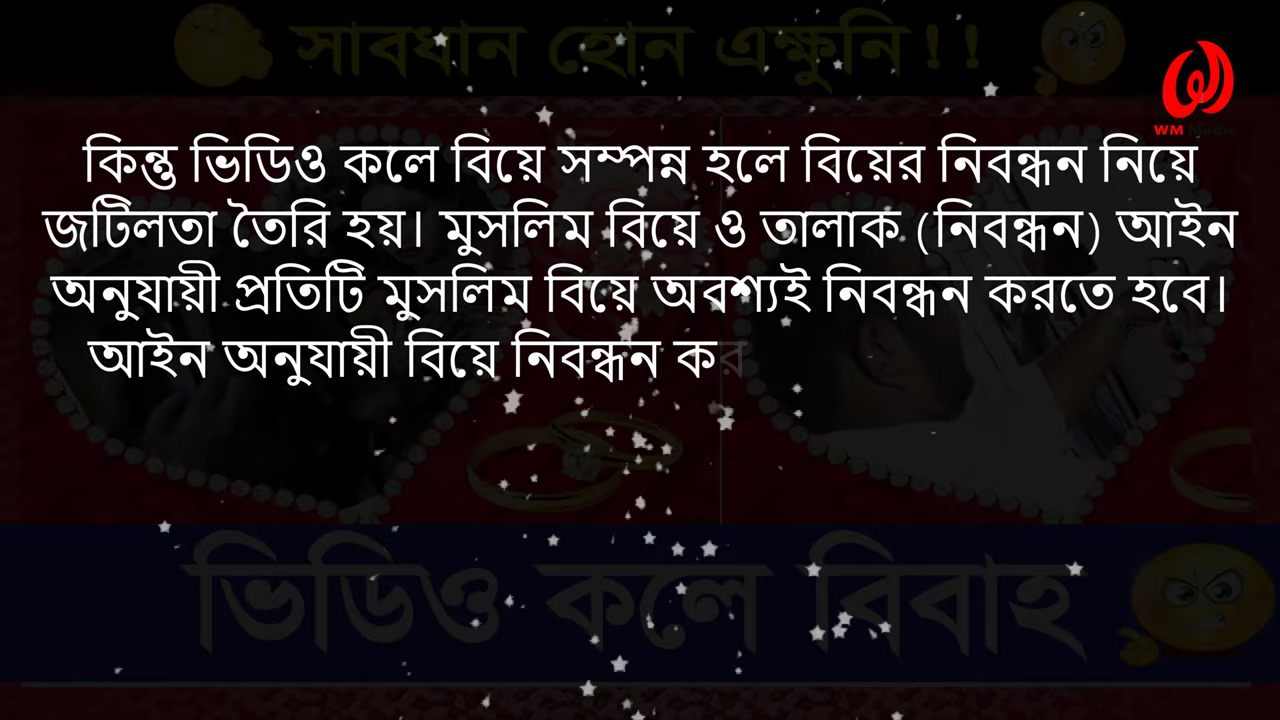 সাবধান হোন এক্ষুনি!!
WM Media
কিন্তু ভিডিও কলে বিয়ে সম্পন্ন হলে বিয়ের নিবন্ধন নিয়ে
জটিলতা তৈরি হয়। মুসলিম বিয়ে ও তালাক (নিবন্ধন) আইন
অনুযায়ী প্রতিটি মুসলিম বিয়ে অবশ্যই নিবন্ধন করতে হবে।
আইন অনুযায়ী বিয়ে নিবন্ধন কর
ভিডিও কলে বিবাহ